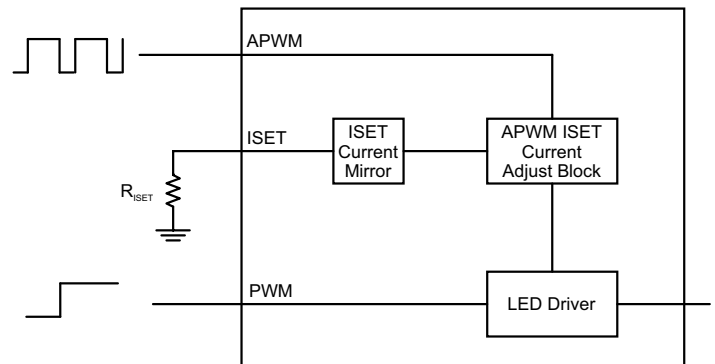 APWM
ISET
ISET
Current
Mirror
APWM ISET
Current
Adjust Block
RISET
PWM
LED Driver